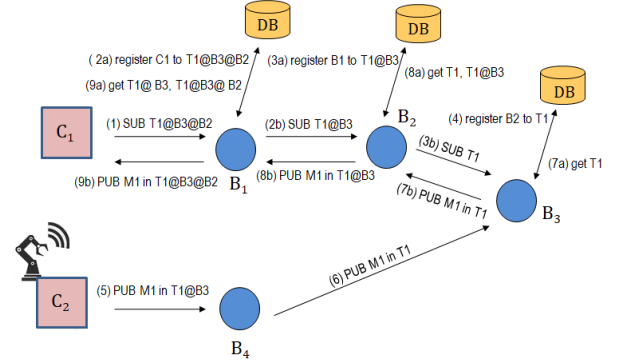 DB
DB
( 2a) register C1 to T1@B3@B2
(3a) register B1 to T1@B3
(9a) get T1@ B3, T1@B3@ B2
(8a) get T1, T1@B3
DB
C1
(1) SUB T1@B3@B2
(2b) SUB T1@B3
B2
(4) register B2 to T1
(3b) SUB T1
(9b) PUB M1 in T1@B3@B2
B1
(8b) PUB M1 in T1@B3
(7b) PUB M1 in T1
(7a) get T1
B3
C2
(5) PUB M1 in T1@B3
(6) PUB M1 in T1
B4